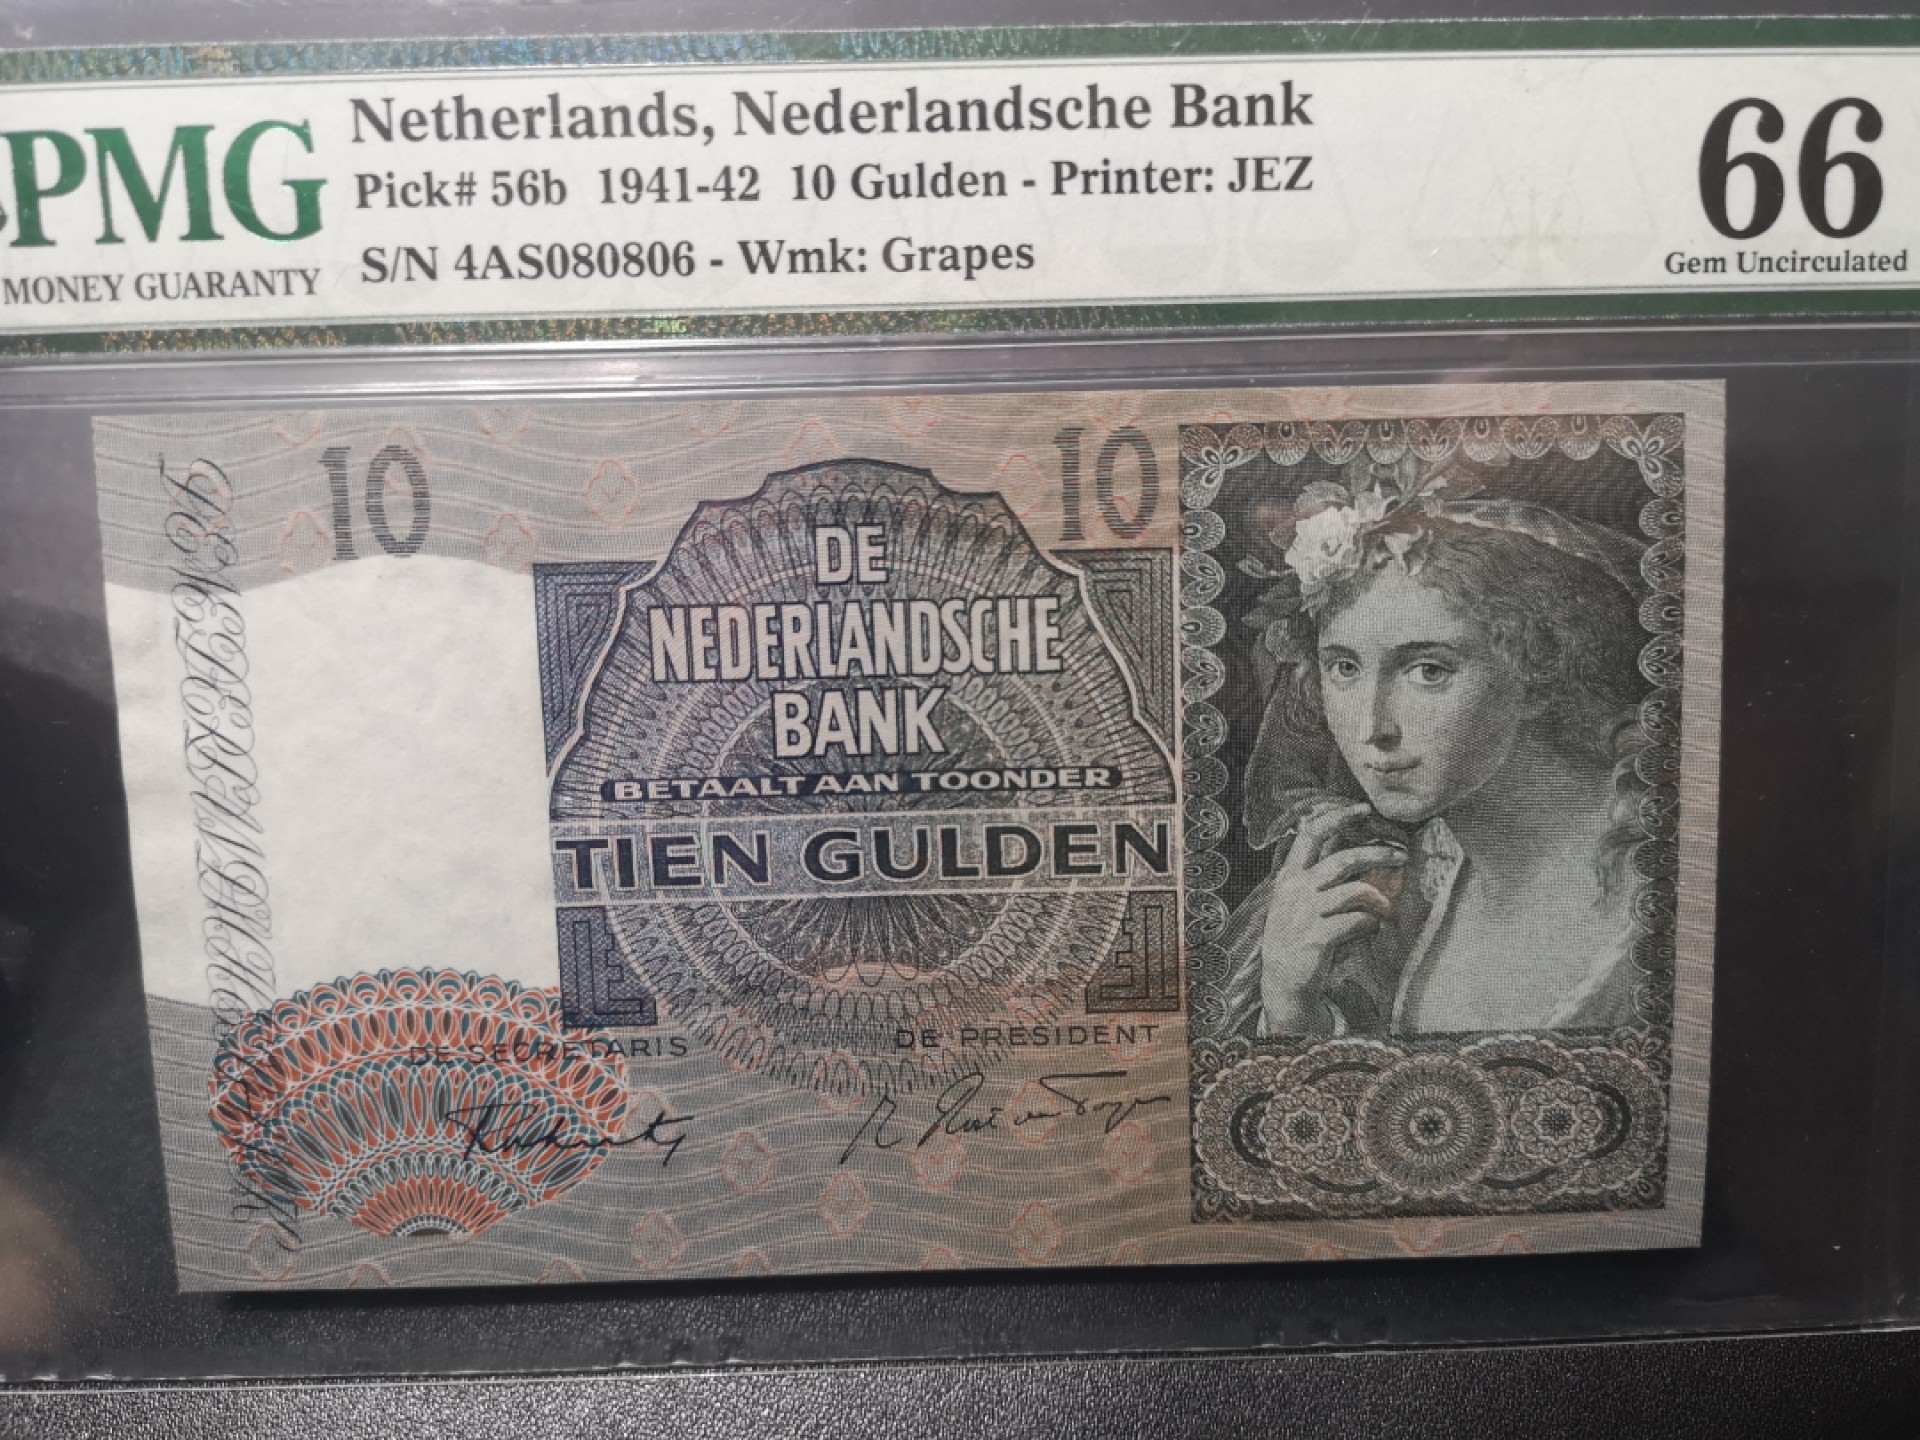 PMG
MONEY GUARANTY
Netherlands, Nederlandsche Bank
Pick# 56b 1941-42 10 Gulden - Printer: JEZ
S/N 4AS080806 - Wmk: Grapes
66
Gem Uncirculated
PMG
10
10
DE
NEDERLANDSCHE
BANK
BETAALT AAN TOONDER
TIEN GULDEN
DE SECRETARIS
DE PRESIDENT